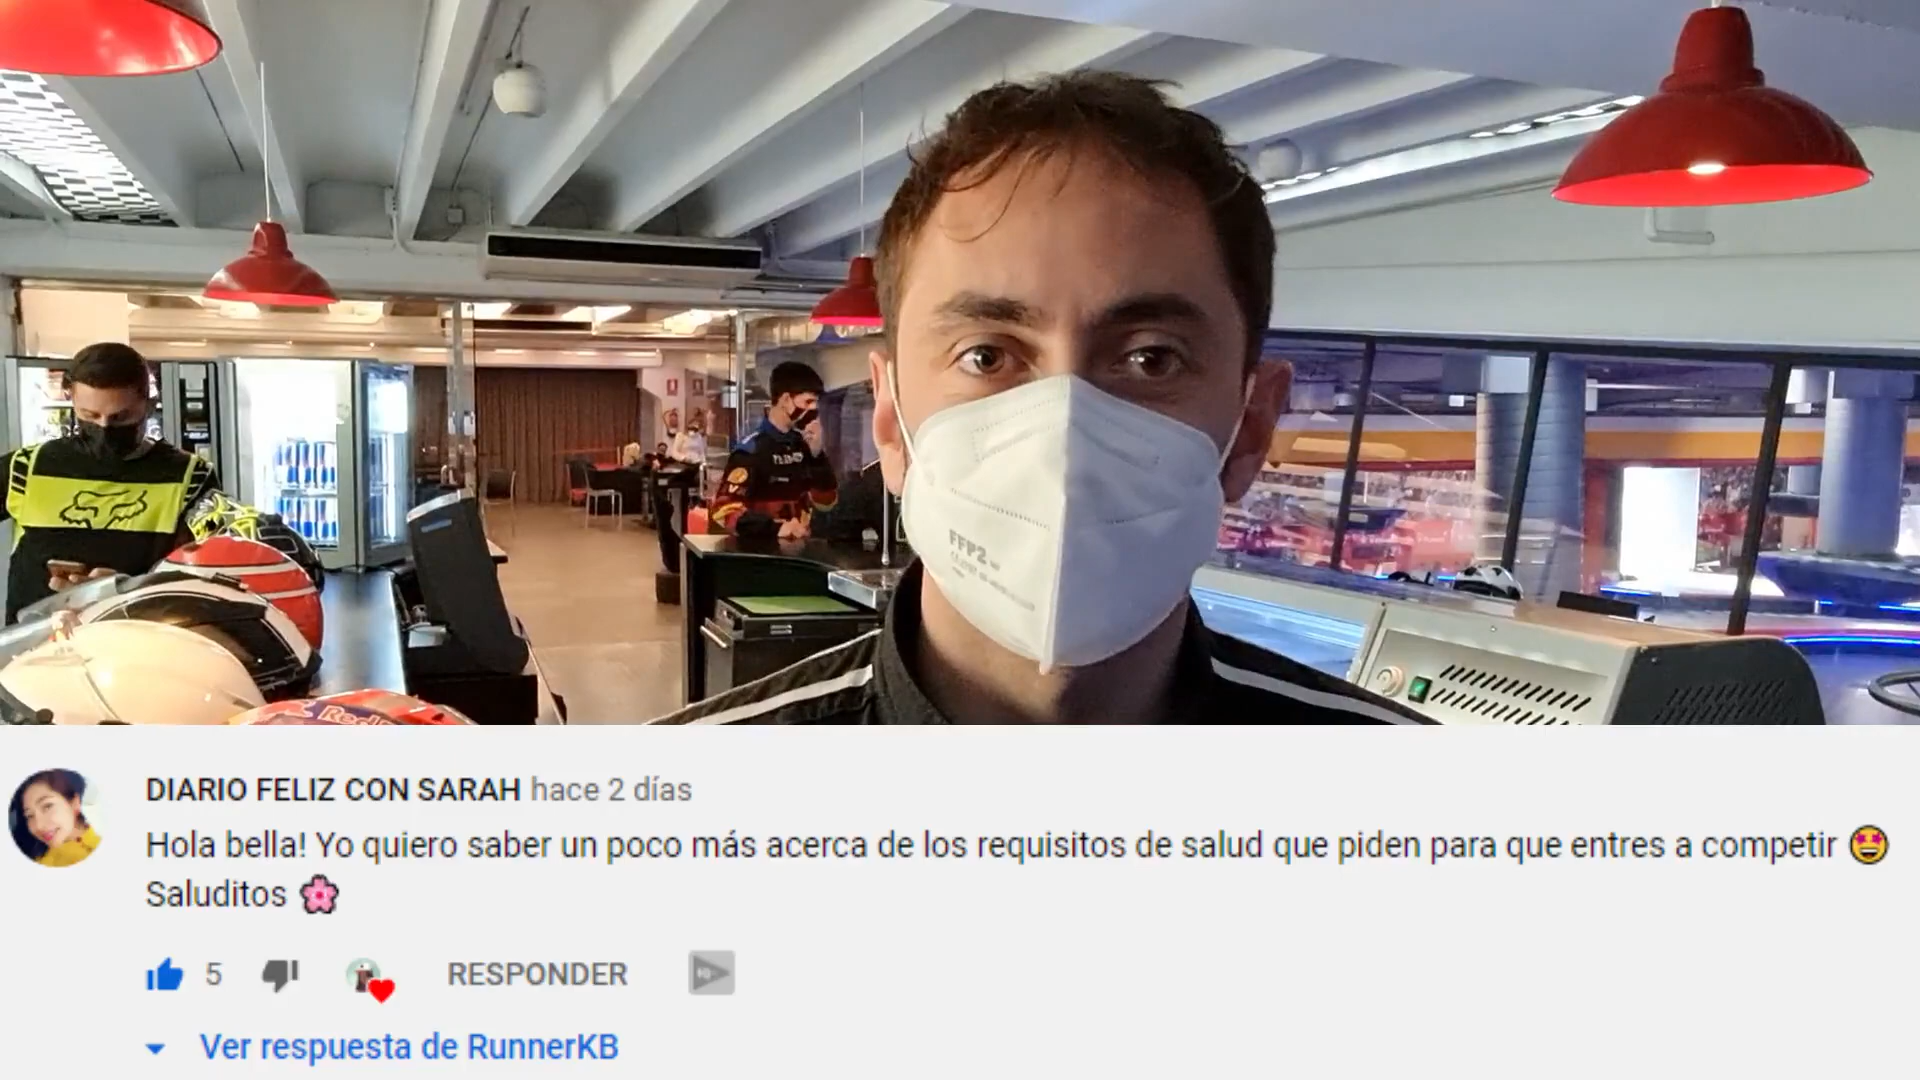 FFP2
Red
DIARIO FELIZ CON SARAH hace 2 días
Hola bella! Yo quiero saber un poco más acerca de los requisitos de salud que piden para que entres a competir 🤩
Saluditos 🌸
5
RESPONDER
Ver respuesta de RunnerKB